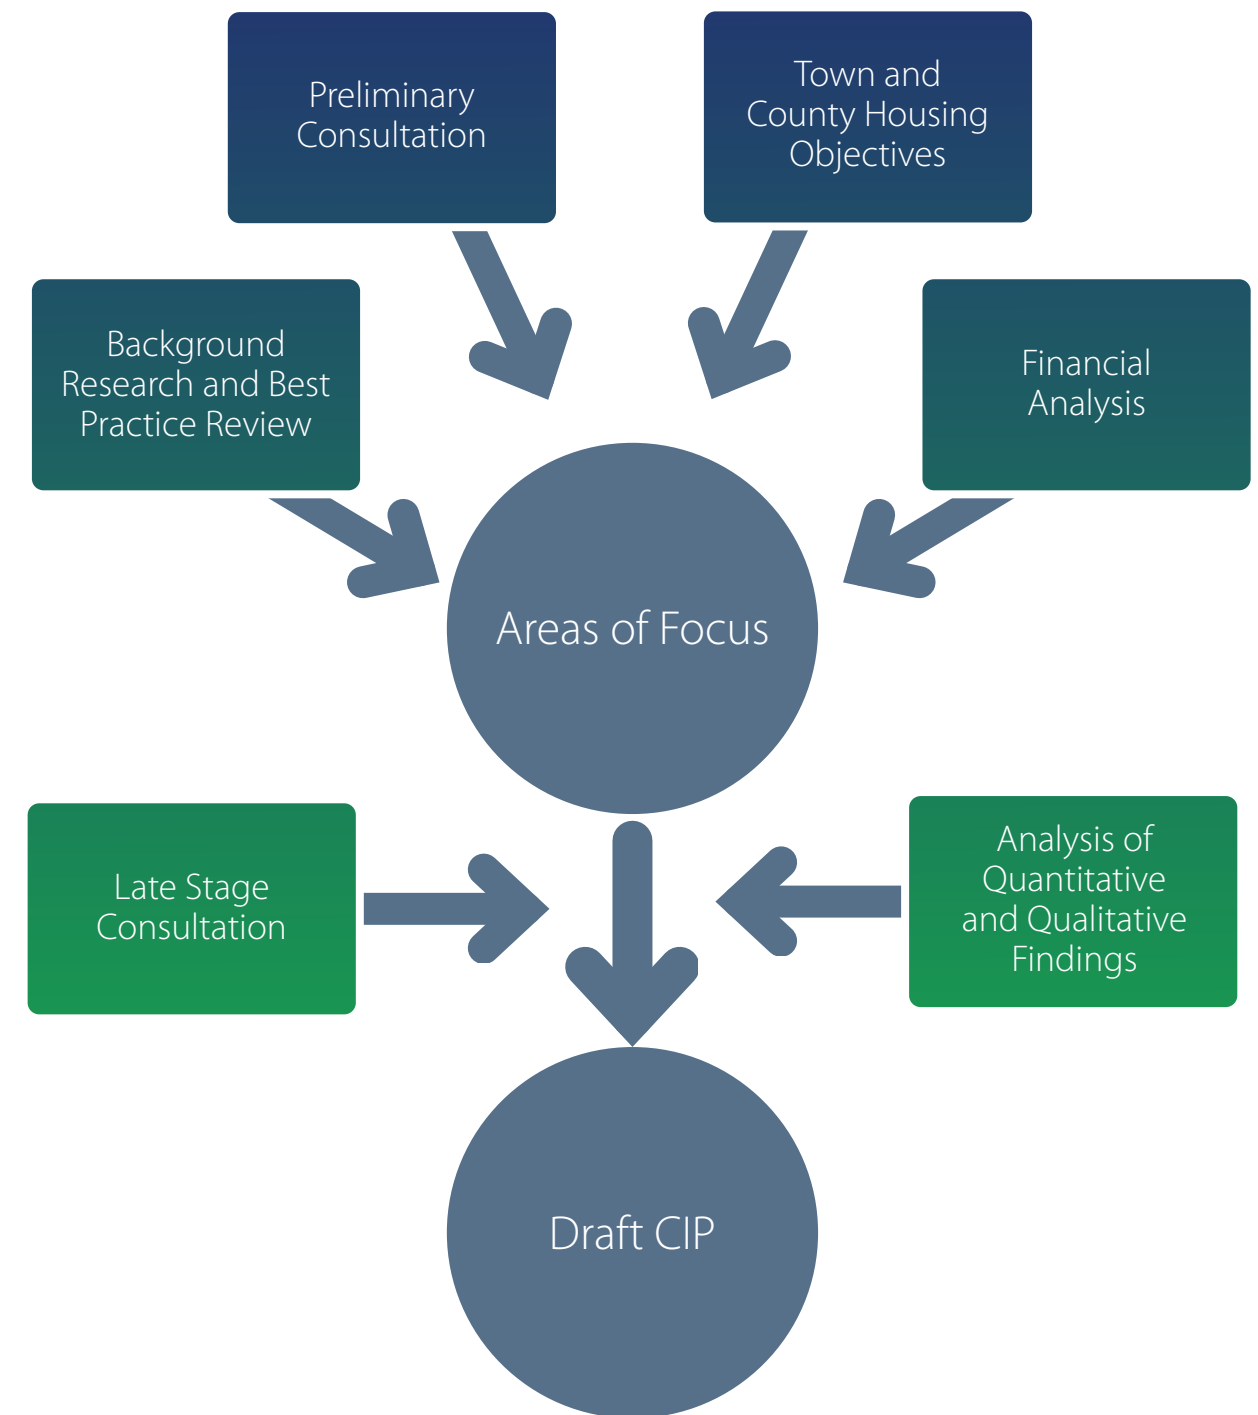 Preliminary
Consultation
Town and
County Housing
Objectives
Background
Research and Best
Practice Review
Financial
Analysis
Areas of Focus
Late Stage
Consultation
Analysis of
Quantitative
and Qualitative
Findings
Draft CIP